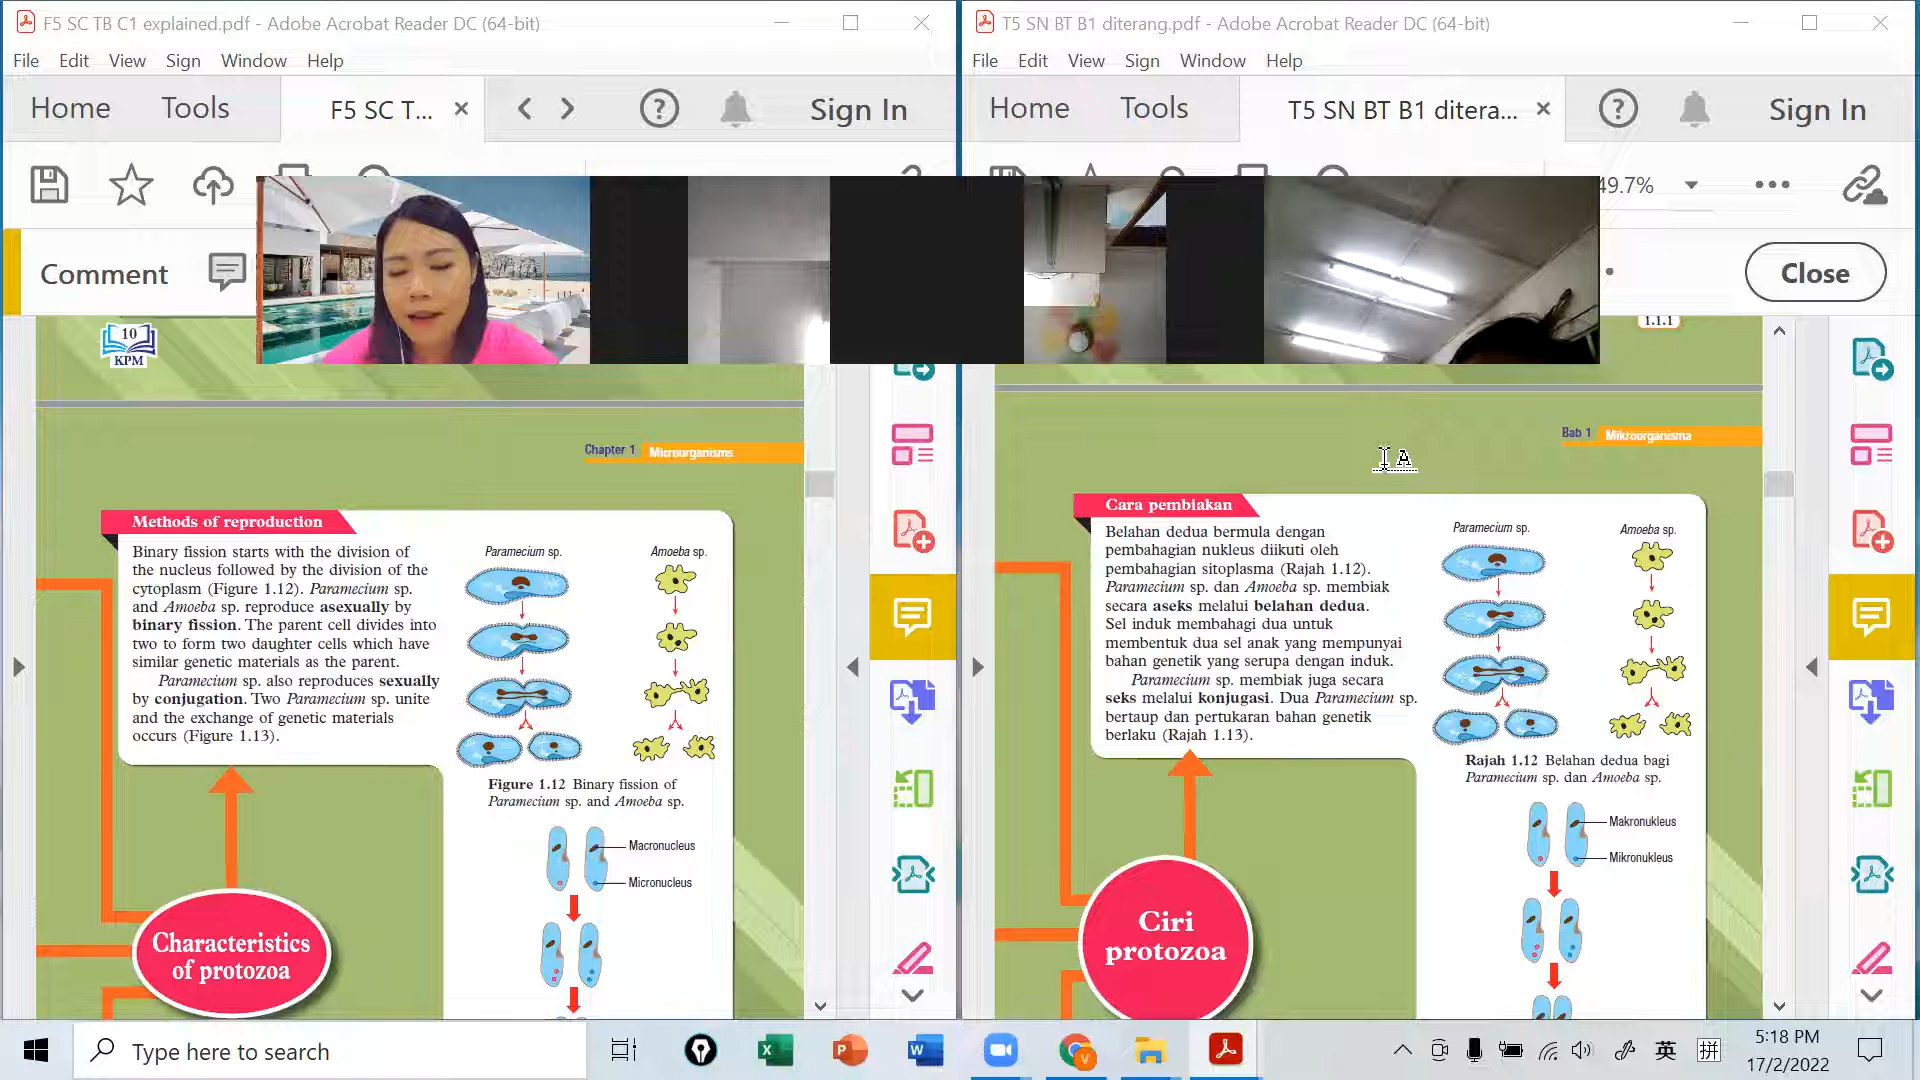 F5 SC TB C1 explained.pdf - Adobe Acrobat Reader DC (64-bit)
File Edit View Sign Window Help
Home Tools F5 SC T... Sign In
Comment
10
KPM
Chapter 1 Microorganisms
Methods of reproduction
Binary fission starts with the division of
the nucleus followed by the division of the
cytoplasm (Figure 1.12). Paramecium sp.
and Amoeba sp. reproduce asexually by
binary fission. The parent cell divides into
two to form two daughter cells which have
similar genetic materials as the parent.
Paramecium sp. also reproduces sexually
by conjugation. Two Paramecium sp. unite
and the exchange of genetic materials
occurs (Figure 1.13).
Paramecium sp.
Amoeba sp.
Figure 1.12 Binary fission of
Paramecium sp. and Amoeba sp.
Macronucleus
Micronucleus
Characteristics
of protozoa
T5 SN BT B1 diterang.pdf - Adobe Acrobat Reader DC (64-bit)
File Edit View Sign Window Help
Home Tools T5 SN BT B1 ditera... Sign In
49.7%
Close
1.1.1
Bab 1 Mikroorganisma
Cara pembiakan
Belahan dedua bermula dengan
pembahagian nukleus diikuti oleh
pembahagian sitoplasma (Rajah 1.12).
Paramecium sp. dan Amoeba sp. membiak
secara aseks melalui belahan dedua.
Sel induk membahagi dua untuk
membentuk dua sel anak yang mempunyai
bahan genetik yang serupa dengan induk.
Paramecium sp. membiak juga secara
seks melalui konjugasi. Dua Paramecium sp.
bertaup dan pertukaran bahan genetik
berlaku (Rajah 1.13).
Paramecium sp.
Amoeba sp.
Rajah 1.12 Belahan dedua bagi
Paramecium sp. dan Amoeba sp.
Makronukleus
Mikronukleus
Ciri
protozoa
Type here to search
英 拼
5:18 PM
17/2/2022